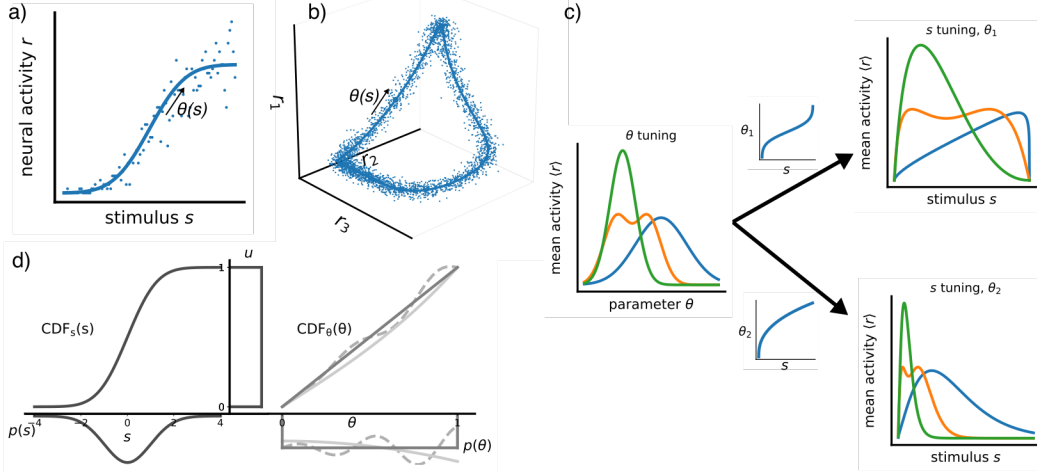 a)
neural activity r
θ(s)
stimulus s
b)
r₁
θ(s)
r₂
r₃
c)
θ tuning
mean activity ⟨r⟩
parameter θ
θ₁
s
θ₂
s
s tuning, θ₁
mean activity ⟨r⟩
stimulus s
s tuning, θ₂
mean activity ⟨r⟩
stimulus s
d)
u
1
CDFₛ(s)
CDF_θ(θ)
0
p(s)
−4
−2
0
2
4
s
0
θ
1
p(θ)